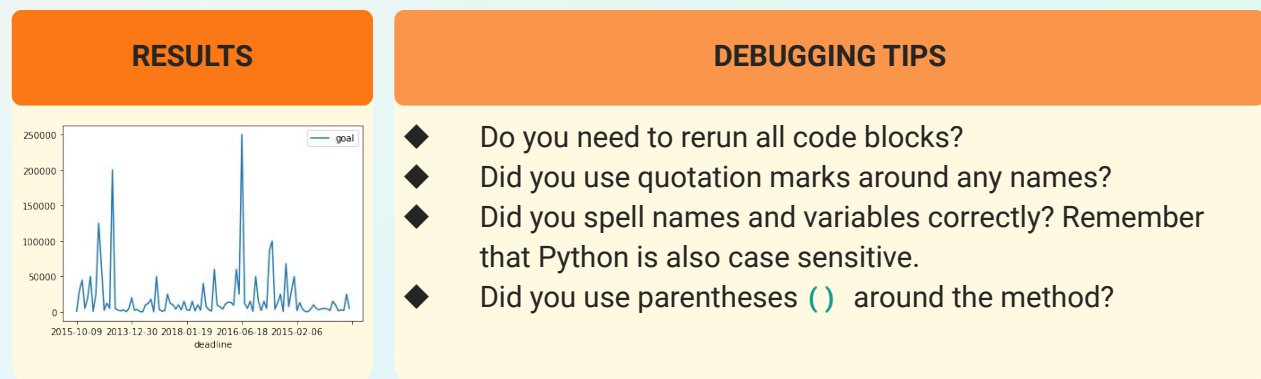 RESULTS
DEBUGGING TIPS
250000
200000
150000
100000
50000
0
goal
2015-10-09 2013-12-30 2018-01-19 2016-06-18 2015-02-06
deadline
◆ Do you need to rerun all code blocks?
◆ Did you use quotation marks around any names?
◆ Did you spell names and variables correctly? Remember
that Python is also case sensitive.
◆ Did you use parentheses () around the method?